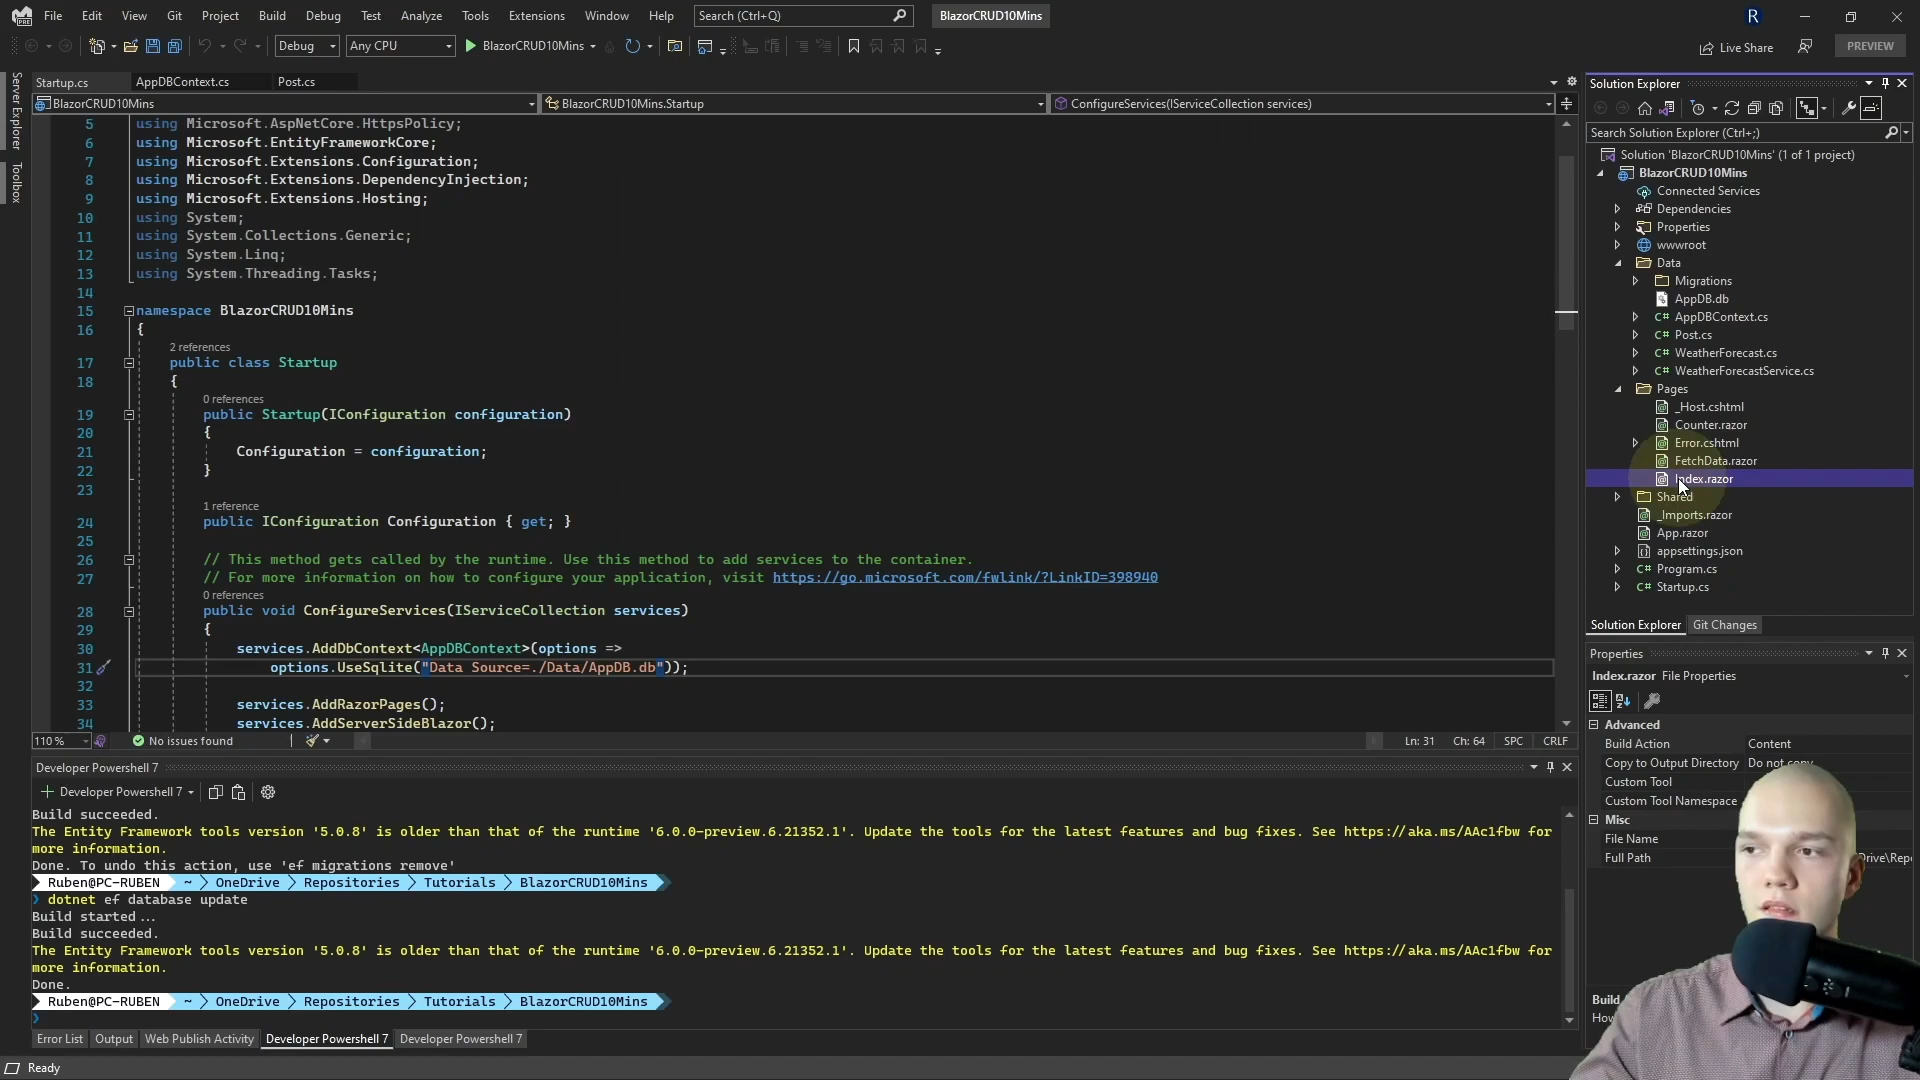 File Edit View Git Project Build Debug Test Analyze Tools Extensions Window Help Search (Ctrl+Q) BlazorCRUD10Mins R
Debug Any CPU BlazorCRUD10Mins Live Share PREVIEW
Server Explorer
Toolbox
Startup.cs AppDBContext.cs Post.cs
BlazorCRUD10Mins BlazorCRUD10Mins.Startup ConfigureServices(IServiceCollection services)
5 using Microsoft.AspNetCore.HttpsPolicy;
6 using Microsoft.EntityFrameworkCore;
7 using Microsoft.Extensions.Configuration;
8 using Microsoft.Extensions.DependencyInjection;
9 using Microsoft.Extensions.Hosting;
10 using System;
11 using System.Collections.Generic;
12 using System.Linq;
13 using System.Threading.Tasks;
14
15 namespace BlazorCRUD10Mins
16 {
2 references
17 public class Startup
18 {
0 references
19 public Startup(IConfiguration configuration)
20 {
21 Configuration = configuration;
22 }
23
1 reference
24 public IConfiguration Configuration { get; }
25
26 // This method gets called by the runtime. Use this method to add services to the container.
27 // For more information on how to configure your application, visit https://go.microsoft.com/fwlink/?LinkID=398940
0 references
28 public void ConfigureServices(IServiceCollection services)
29 {
30 services.AddDbContext<AppDBContext>(options =>
31 options.UseSqlite("Data Source=./Data/AppDB.db"));
32
33 services.AddRazorPages();
34 services.AddServerSideBlazor();
110 % No issues found Ln: 31 Ch: 64 SPC CRLF
Developer Powershell 7
Developer Powershell 7
Build succeeded.
The Entity Framework tools version '5.0.8' is older than that of the runtime '6.0.0-preview.6.21352.1'. Update the tools for the latest features and bug fixes. See https://aka.ms/AAc1fbw for
more information.
Done. To undo this action, use 'ef migrations remove'
Ruben@PC-RUBEN ~ OneDrive Repositories Tutorials BlazorCRUD10Mins
❯ dotnet ef database update
Build started...
Build succeeded.
The Entity Framework tools version '5.0.8' is older than that of the runtime '6.0.0-preview.6.21352.1'. Update the tools for the latest features and bug fixes. See https://aka.ms/AAc1fbw for
more information.
Done.
Ruben@PC-RUBEN ~ OneDrive Repositories Tutorials BlazorCRUD10Mins
❯
Error List Output Web Publish Activity Developer Powershell 7 Developer Powershell 7
Ready
Solution Explorer
Search Solution Explorer (Ctrl+;)
Solution 'BlazorCRUD10Mins' (1 of 1 project)
BlazorCRUD10Mins
Connected Services
Dependencies
Properties
wwwroot
Data
Migrations
AppDB.db
C# AppDBContext.cs
C# Post.cs
C# WeatherForecast.cs
C# WeatherForecastService.cs
Pages
_Host.cshtml
Counter.razor
Error.cshtml
FetchData.razor
Index.razor
Shared
_Imports.razor
App.razor
appsettings.json
C# Program.cs
C# Startup.cs
Solution Explorer Git Changes
Properties
Index.razor File Properties
Advanced
Build Action Content
Copy to Output Directory Do not copy
Custom Tool
Custom Tool Namespace
Misc
File Name
Full Path
Build